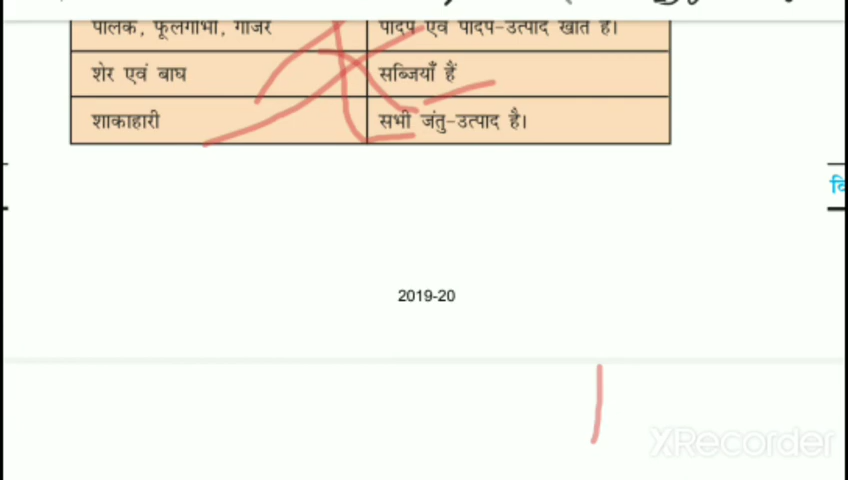 पालक, फूलगोभी, गाजर
पादप एवं पादप-उत्पाद खाते हैं।
शेर एवं बाघ
सब्जियाँ हैं
शाकाहारी
सभी जंतु-उत्पाद है।
2019-20
XRecorder